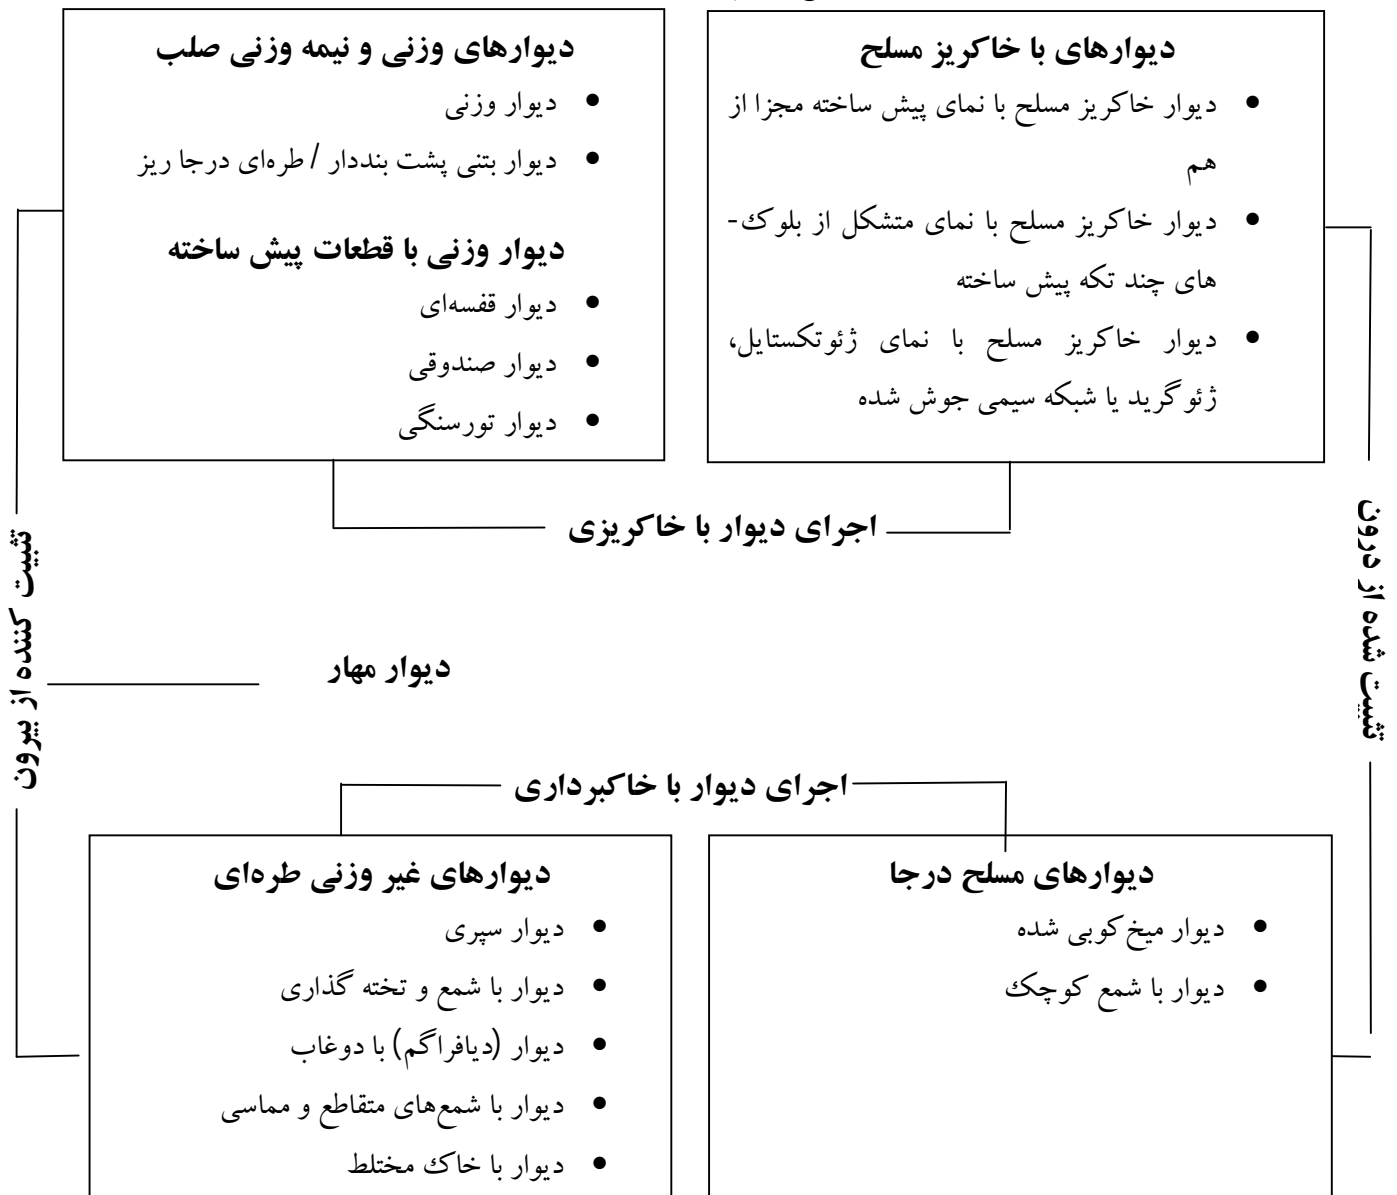 دیوارهای با خاکریز مسلح
دیوار خاکریز مسلح با نمای پیش ساخته مجزا از
هم
دیوار خاکریز مسلح با نمای متشکل از بلوک-
های چند تکه پیش ساخته
دیوار خاکریز مسلح با نمای ژئوتکستایل،
ژئوگرید یا شبکه سیمی جوش شده
دیوارهای وزنی و نیمه وزنی صلب
دیوار وزنی
دیوار بتنی پشت بنددار / طره‌ای درجا ریز
دیوار وزنی با قطعات پیش ساخته
دیوار قفسه‌ای
دیوار صندوقی
دیوار تورسنگی
اجرای دیوار با خاکریزی
تثبیت شده از درون
دیوار مهار
تثبیت کننده از بیرون
اجرای دیوار با خاکبرداری
دیوارهای مسلح درجا
دیوار میخ‌کوبی شده
دیوار با شمع کوچک
دیوارهای غیر وزنی طره‌ای
دیوار سپری
دیوار با شمع و تخته گذاری
دیوار (دیافراگم) با دوغاب
دیوار با شمع‌های متقاطع و مماسی
دیوار با خاک مختلط